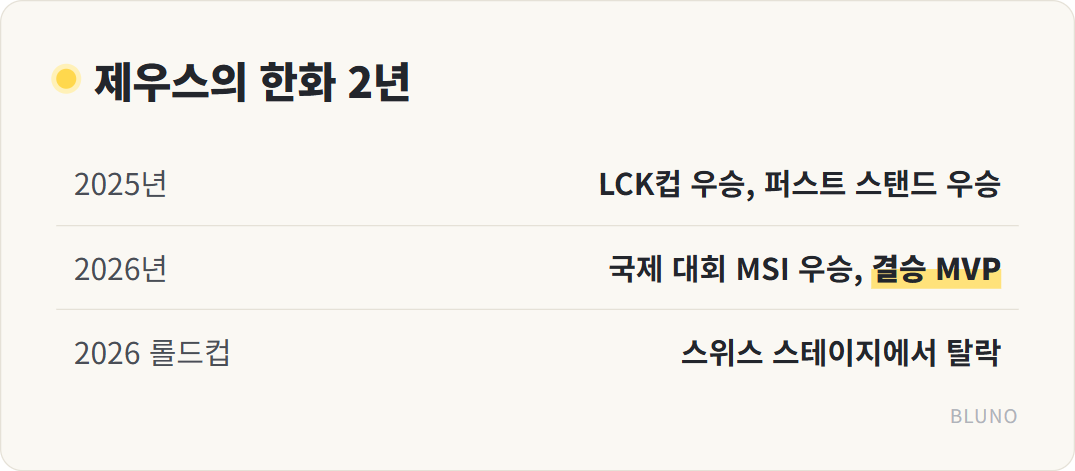 제우스의 한화 2년
2025년 LCK컵 우승, 퍼스트 스탠드 우승
2026년 국제 대회 MSI 우승, 결승 MVP
2026 롤드컵 스위스 스테이지에서 탈락
BLUNO